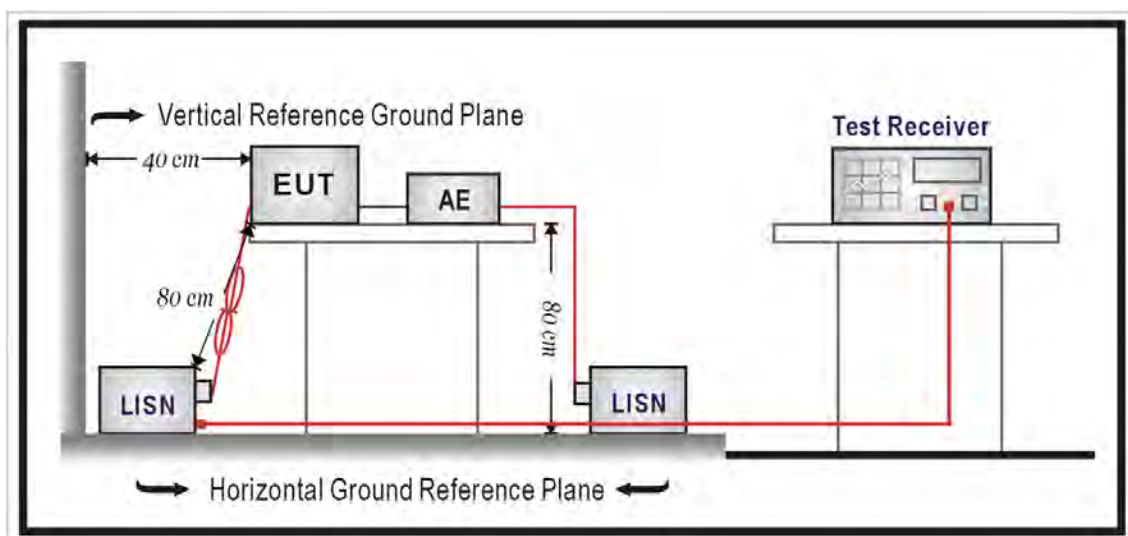 Vertical Reference Ground Plane
40 cm
Test Receiver
EUT
AE
80 cm
80 cm
LISN
LISN
Horizontal Ground Reference Plane